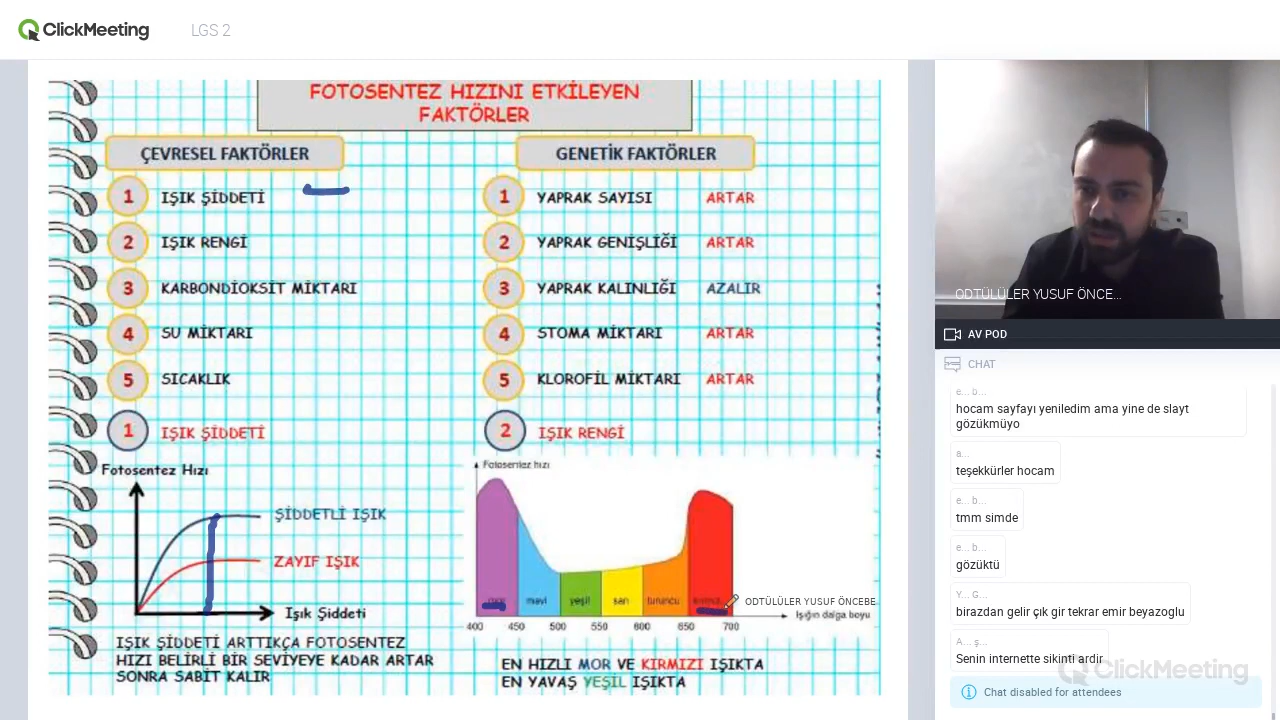 ClickMeeting
LGS 2
FOTOSENTEZ HIZINI ETKİLEYEN
FAKTÖRLER
ÇEVRESEL FAKTÖRLER
1 IŞIK ŞİDDETİ
2 IŞIK RENGİ
3 KARBONDİOKSİT MİKTARI
4 SU MİKTARI
5 SICAKLIK
GENETİK FAKTÖRLER
1 YAPRAK SAYISI ARTAR
2 YAPRAK GENİŞLİĞİ ARTAR
3 YAPRAK KALINLIĞI AZALIR
4 STOMA MİKTARI ARTAR
5 KLOROFİL MİKTARI ARTAR
1 IŞIK ŞİDDETİ
Fotosentez Hızı
ŞİDDETLİ IŞIK
ZAYIF IŞIK
Işık Şiddeti
IŞIK ŞİDDETİ ARTTIKÇA FOTOSENTEZ
HIZI BELİRLİ BİR SEVİYEYE KADAR ARTAR
SONRA SABİT KALIR
2 IŞIK RENGİ
Fotosentez hızı
mavi yeşil sarı turuncu
ODTÜLÜLER YUSUF ÖNCEBE
Işığın dalga boyu
400 450 500 550 600 650 700
EN HIZLI MOR VE KIRMIZI IŞIKTA
EN YAVAŞ YEŞİL IŞIKTA
ODTÜLÜLER YUSUF ÖNCE...
AV POD
CHAT
e... b...
hocam sayfayı yeniledim ama yine de slayt
gözükmüyo
a...
teşekkürler hocam
e... b...
tmm simde
e... b...
gözüktü
Y... G...
birazdan gelir çık gir tekrar emir beyazoglu
A... ş...
Senin internette sikinti ardir
ClickMeeting
Chat disabled for attendees